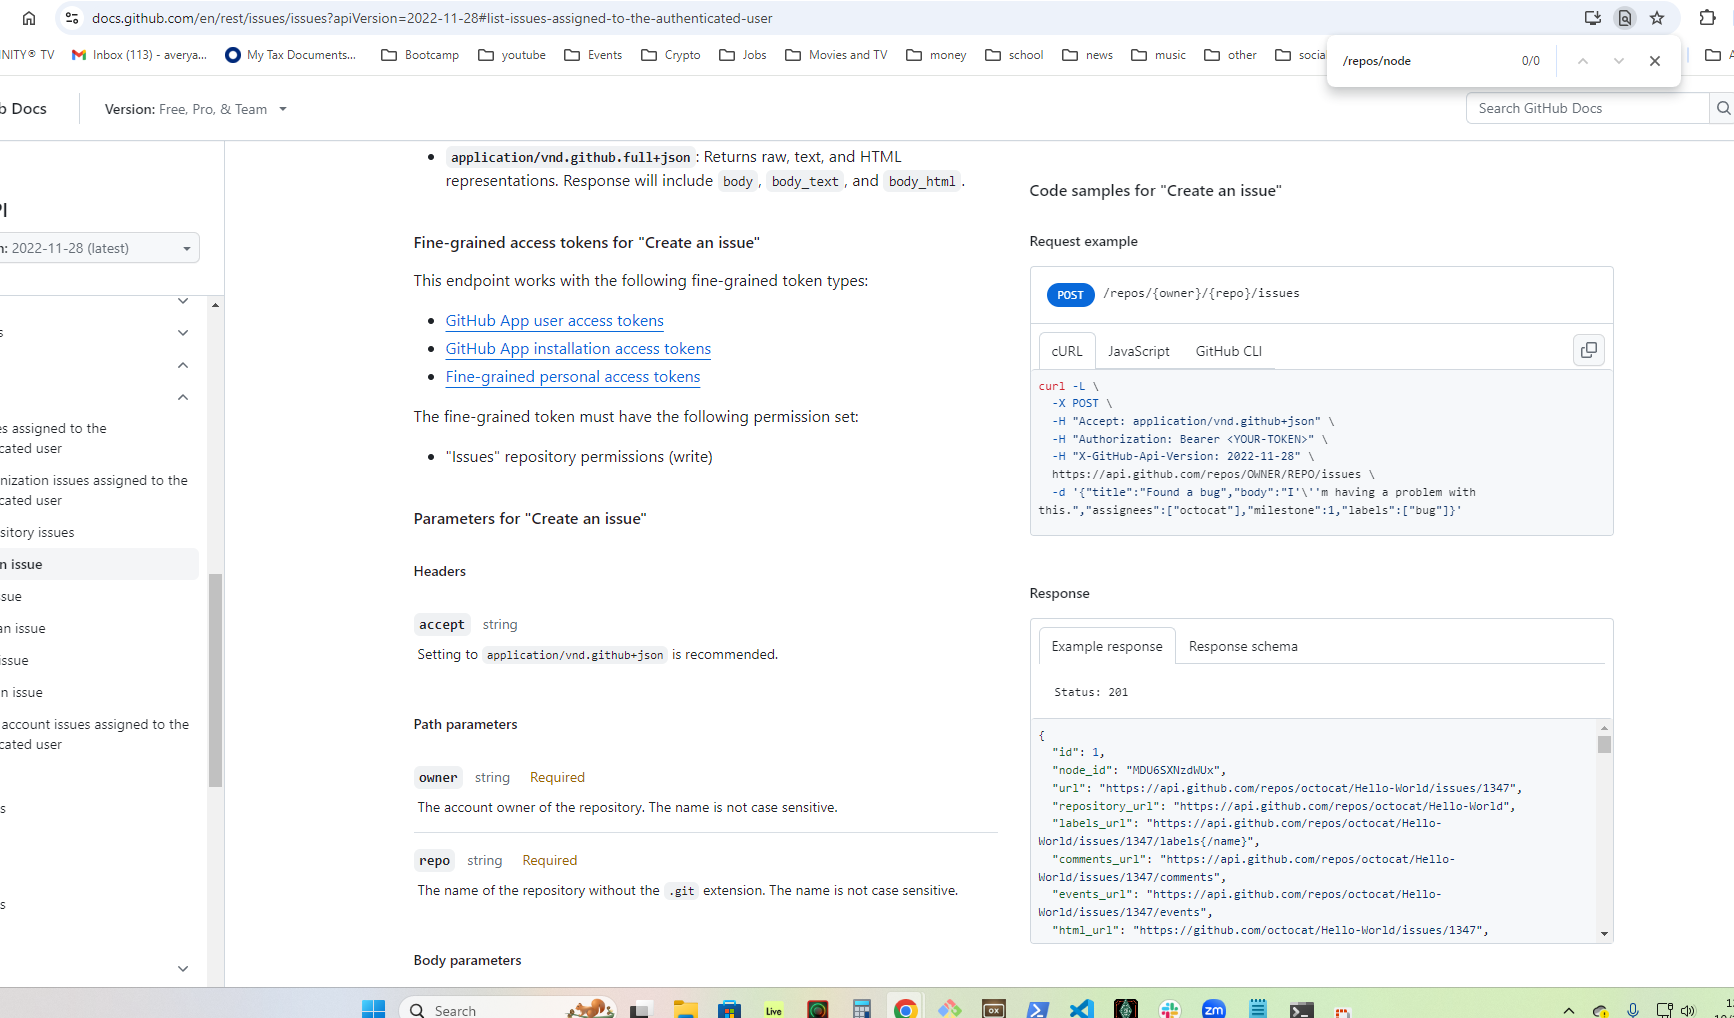 docs.github.com/en/rest/issues/issues?apiVersion=2022-11-28#list-issues-assigned-to-the-authenticated-user
INITY® TV
Inbox (113) - averya...
My Tax Documents...
Bootcamp
youtube
Events
Crypto
Jobs
Movies and TV
money
school
news
music
other
socia
/repos/node
0/0
b Docs
Version: Free, Pro, & Team
Search GitHub Docs
PI
n: 2022-11-28 (latest)
s
es assigned to the
cated user
nization issues assigned to the
cated user
sitory issues
n issue
sue
an issue
issue
n issue
account issues assigned to the
cated user
s
s
• application/vnd.github.full+json : Returns raw, text, and HTML
representations. Response will include body , body_text , and body_html .
Fine-grained access tokens for "Create an issue"
This endpoint works with the following fine-grained token types:
• GitHub App user access tokens
• GitHub App installation access tokens
• Fine-grained personal access tokens
The fine-grained token must have the following permission set:
• "Issues" repository permissions (write)
Parameters for "Create an issue"
Headers
accept string
Setting to application/vnd.github+json is recommended.
Path parameters
owner string Required
The account owner of the repository. The name is not case sensitive.
repo string Required
The name of the repository without the .git extension. The name is not case sensitive.
Body parameters
Code samples for "Create an issue"
Request example
POST /repos/{owner}/{repo}/issues
cURL JavaScript GitHub CLI
curl -L \
-X POST \
-H "Accept: application/vnd.github+json" \
-H "Authorization: Bearer <YOUR-TOKEN>" \
-H "X-GitHub-Api-Version: 2022-11-28" \
https://api.github.com/repos/OWNER/REPO/issues \
-d '{"title":"Found a bug","body":"I'\''m having a problem with
this.","assignees":["octocat"],"milestone":1,"labels":["bug"]}'
Response
Example response Response schema
Status: 201
{
"id": 1,
"node_id": "MDU6SXNzdWUx",
"url": "https://api.github.com/repos/octocat/Hello-World/issues/1347",
"repository_url": "https://api.github.com/repos/octocat/Hello-World",
"labels_url": "https://api.github.com/repos/octocat/Hello-
World/issues/1347/labels{/name}",
"comments_url": "https://api.github.com/repos/octocat/Hello-
World/issues/1347/comments",
"events_url": "https://api.github.com/repos/octocat/Hello-
World/issues/1347/events",
"html_url": "https://github.com/octocat/Hello-World/issues/1347",
Search
Live
OX
zm